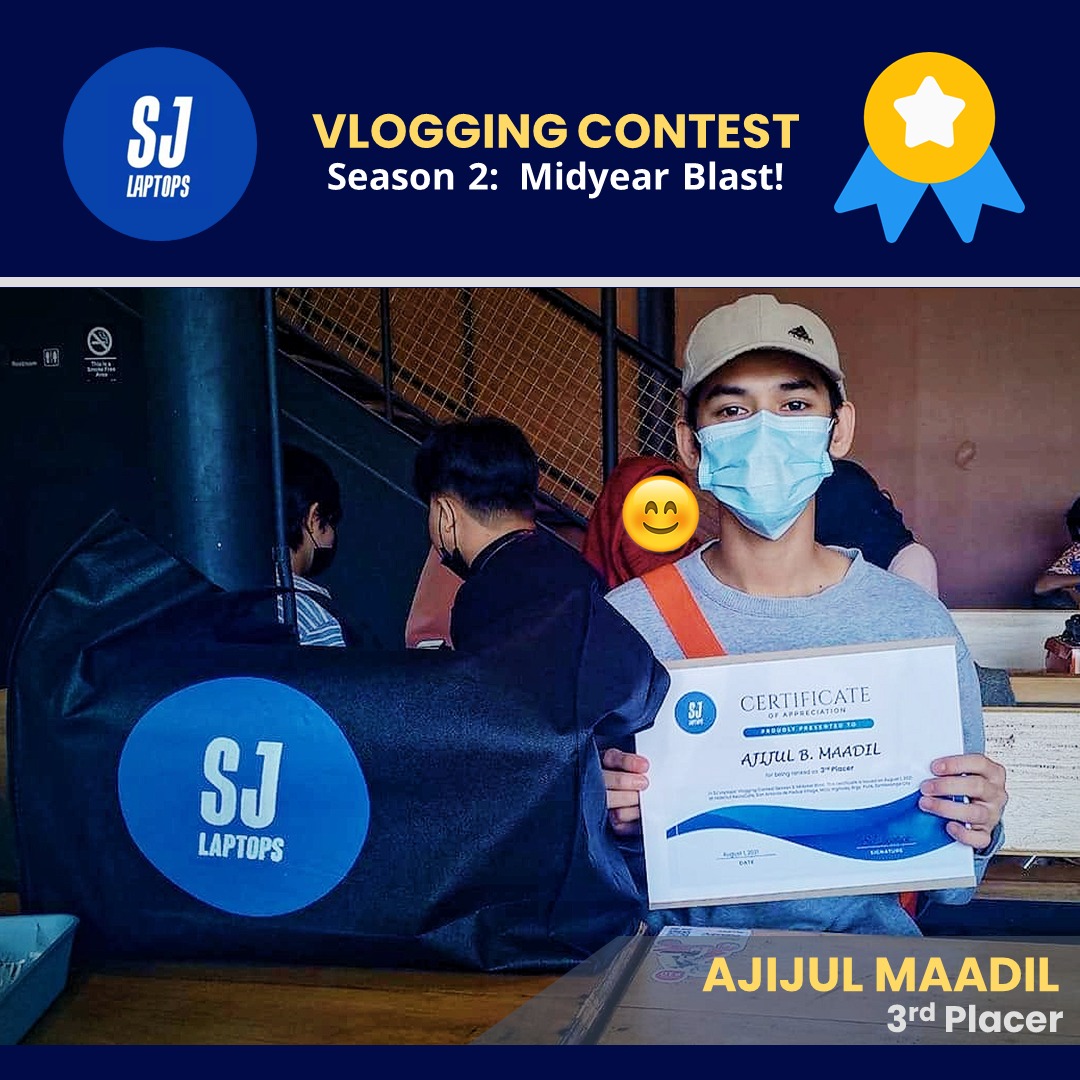 SJ
LAPTOPS
VLOGGING CONTEST
Season 2: Midyear Blast!
Restroom
This is a
Smoke Free
Area
SJ
LAPTOPS
SJ
LAPTOPS
CERTIFICATE
OF APPRECIATION
PROUDLY PRESENTED TO
AJIJUL B. MAADIL
for being ranked as 3rd Placer
August 1, 2021
DATE
SIGNATURE
AJIJUL MAADIL
3rd Placer